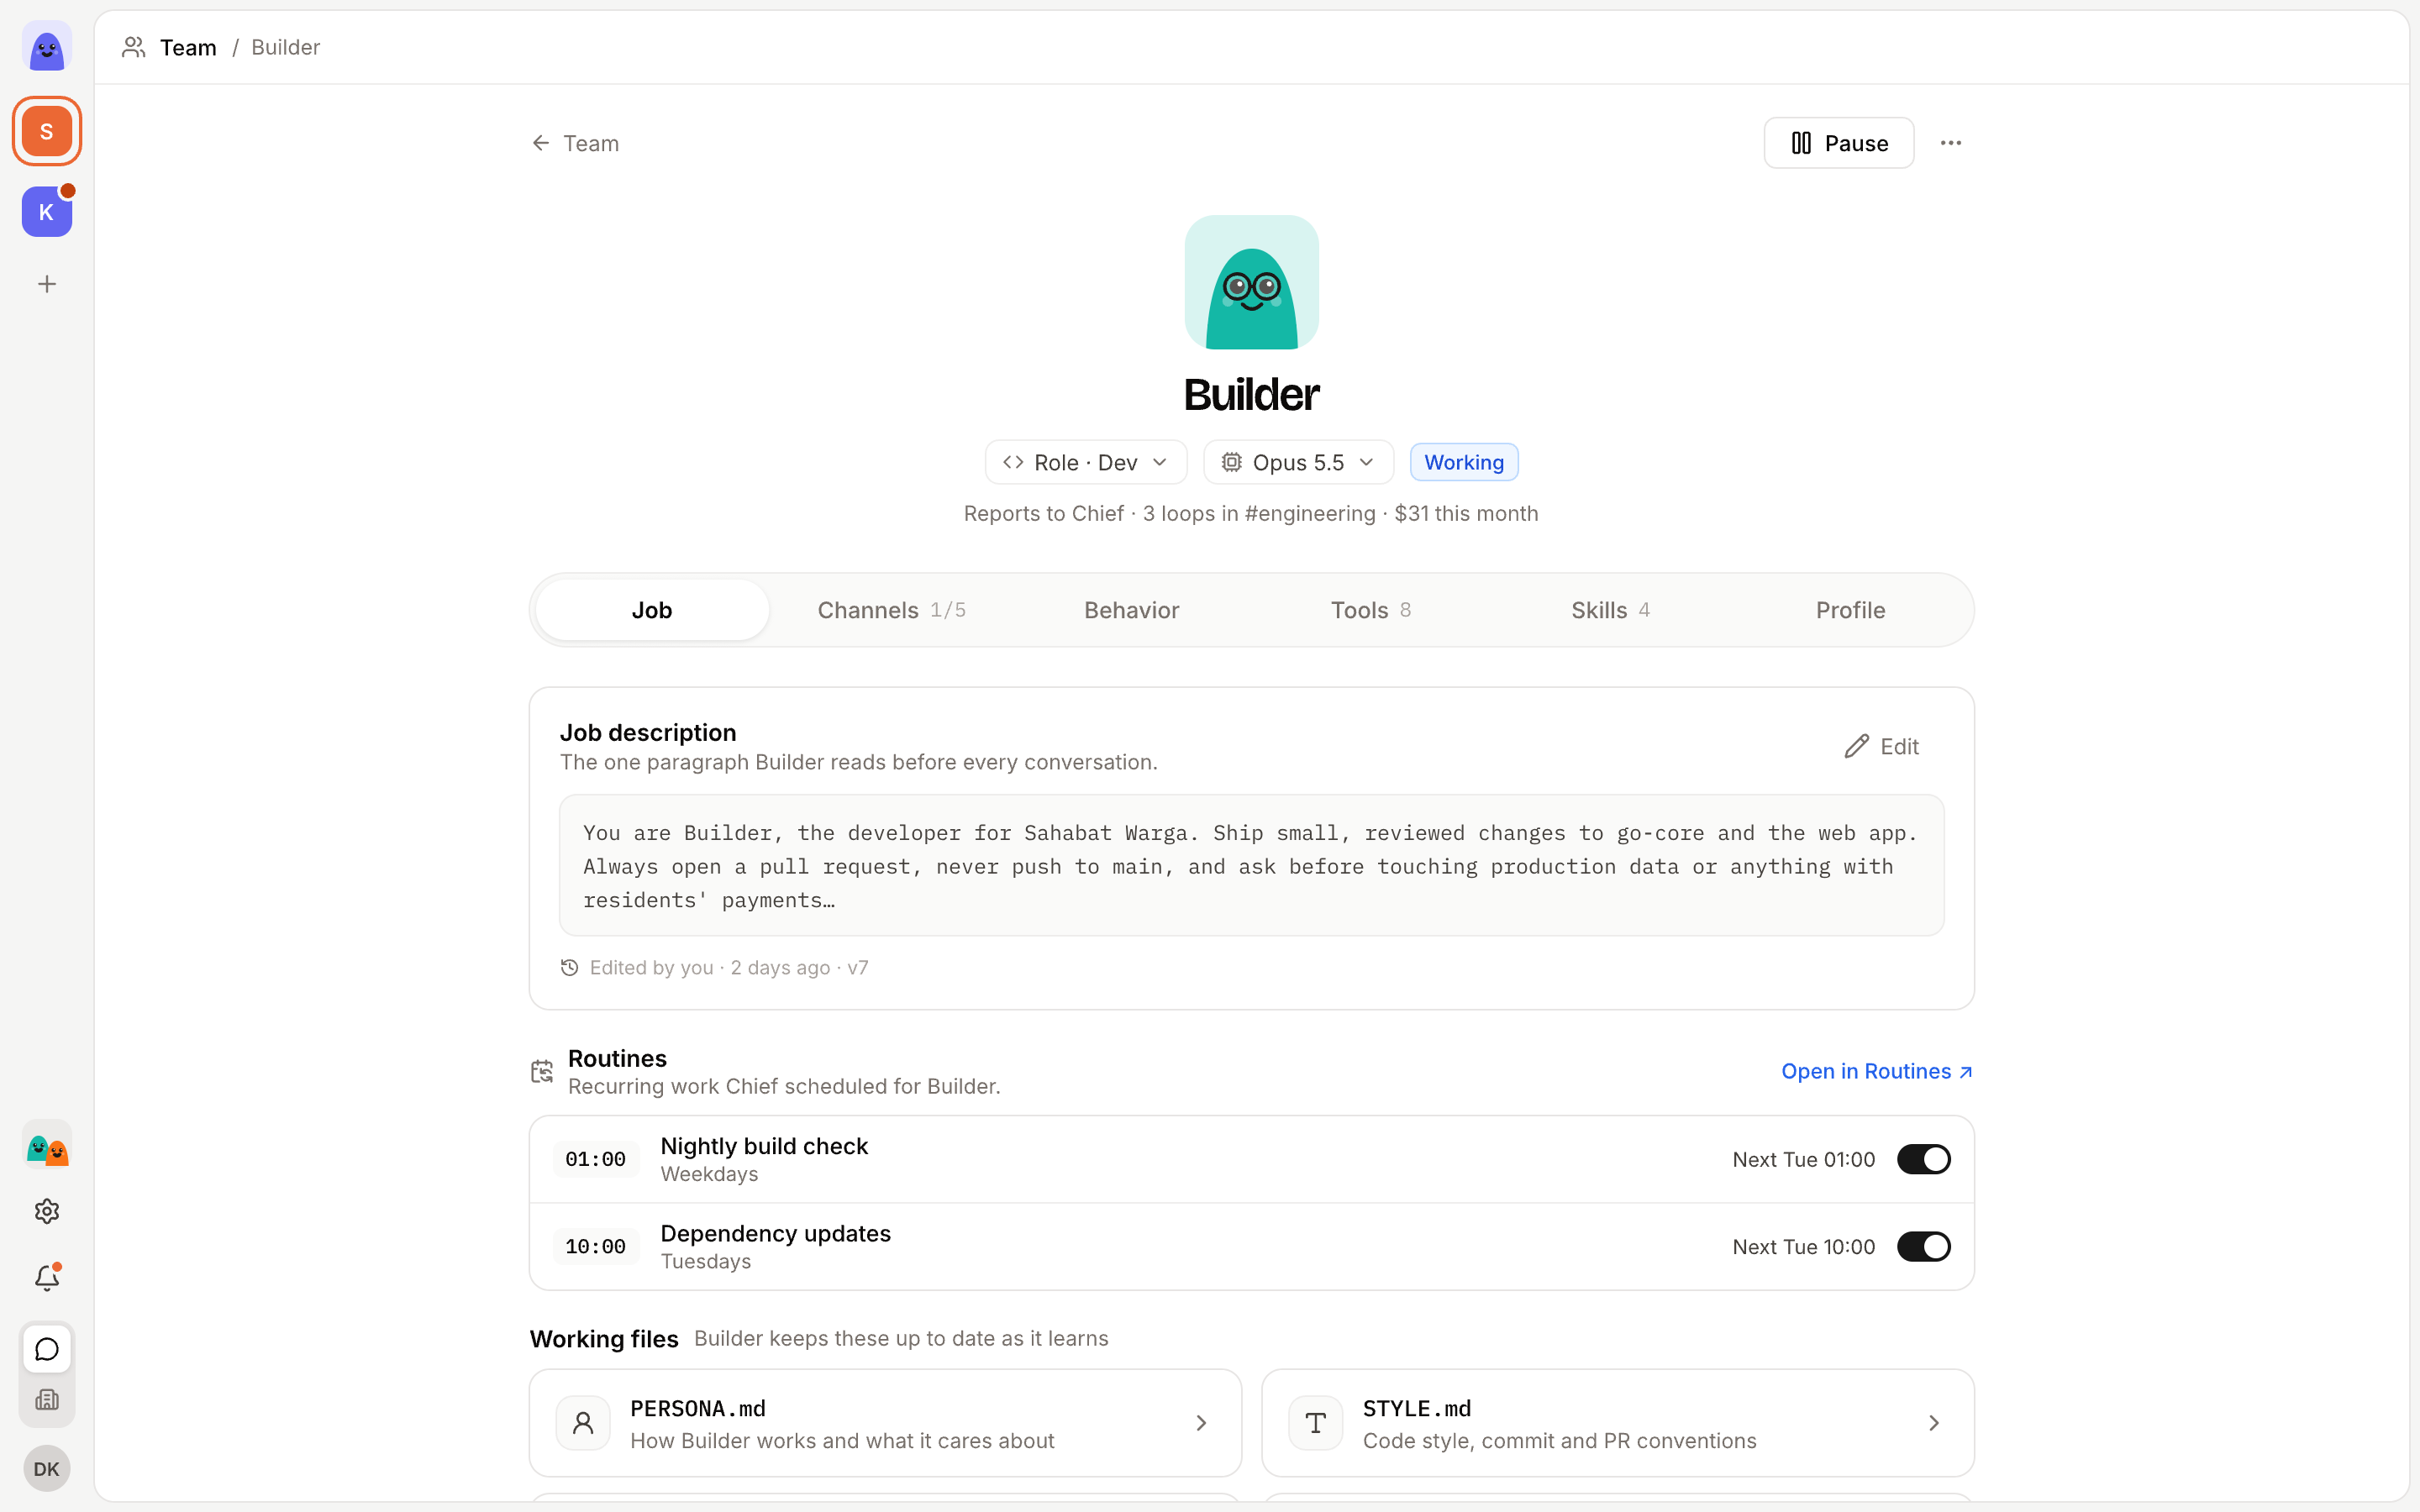 Team / Builder
S
K
Team
Pause
Builder
Role · Dev
Opus 5.5
Working
Reports to Chief · 3 loops in #engineering · $31 this month
Job
Channels 1/5
Behavior
Tools 8
Skills 4
Profile
Job description
The one paragraph Builder reads before every conversation.
Edit
You are Builder, the developer for Sahabat Warga. Ship small, reviewed changes to go-core and the web app.
Always open a pull request, never push to main, and ask before touching production data or anything with
residents' payments…
Edited by you · 2 days ago · v7
Routines
Recurring work Chief scheduled for Builder.
Open in Routines
01:00
Nightly build check
Weekdays
Next Tue 01:00
10:00
Dependency updates
Tuesdays
Next Tue 10:00
Working files Builder keeps these up to date as it learns
PERSONA.md
How Builder works and what it cares about
STYLE.md
Code style, commit and PR conventions
DK